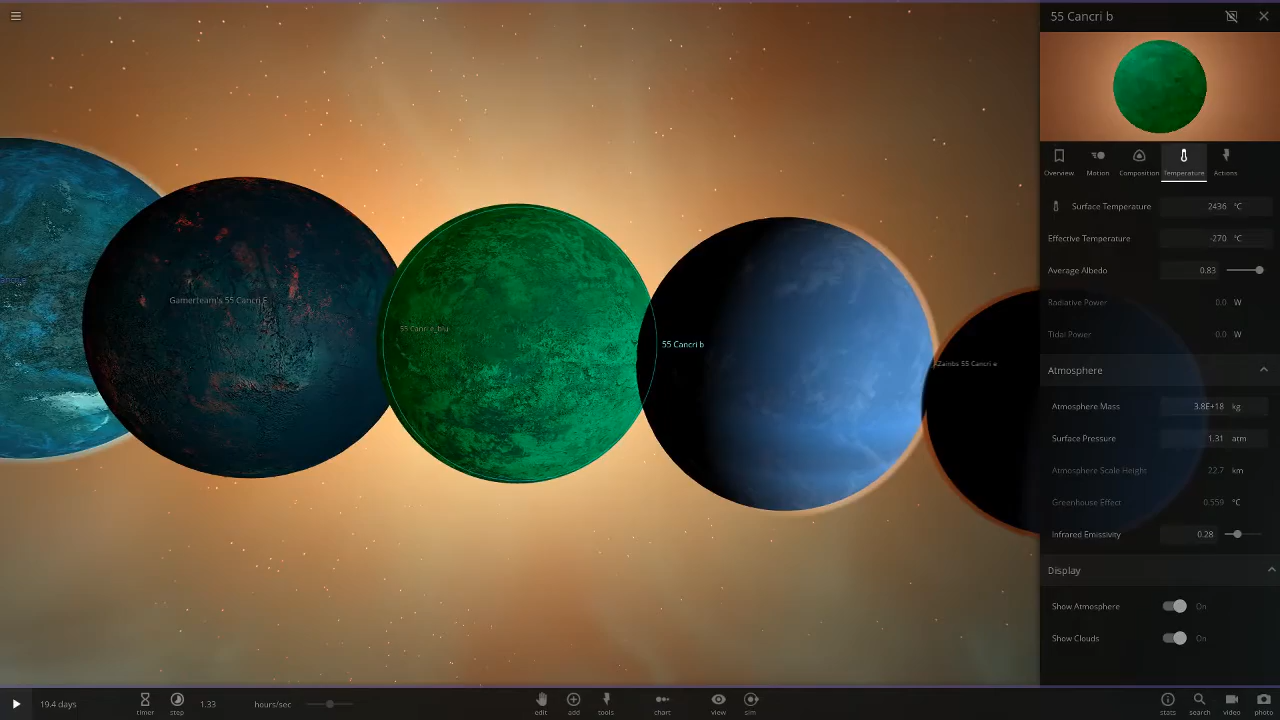 55 Cancri b
Overview
Motion
Composition
Temperature
Actions
Surface Temperature 2436 °C
Effective Temperature -270 °C
Average Albedo 0.83
Radiative Power 0.0 W
Tidal Power 0.0 W
Atmosphere
Atmosphere Mass 3.8E+18 kg
Surface Pressure 1.31 atm
Atmosphere Scale Height 22.7 km
Greenhouse Effect 0.559 °C
Infrared Emissivity 0.28
Display
Show Atmosphere On
Show Clouds On
Gamerteam's 55 Cancri E
55 Cancri b
Zambs 55 Cancri e
19.4 days
timer
step
1.33 hours/sec
edit
add
tools
chart
view
sim
stats
search
video
photo